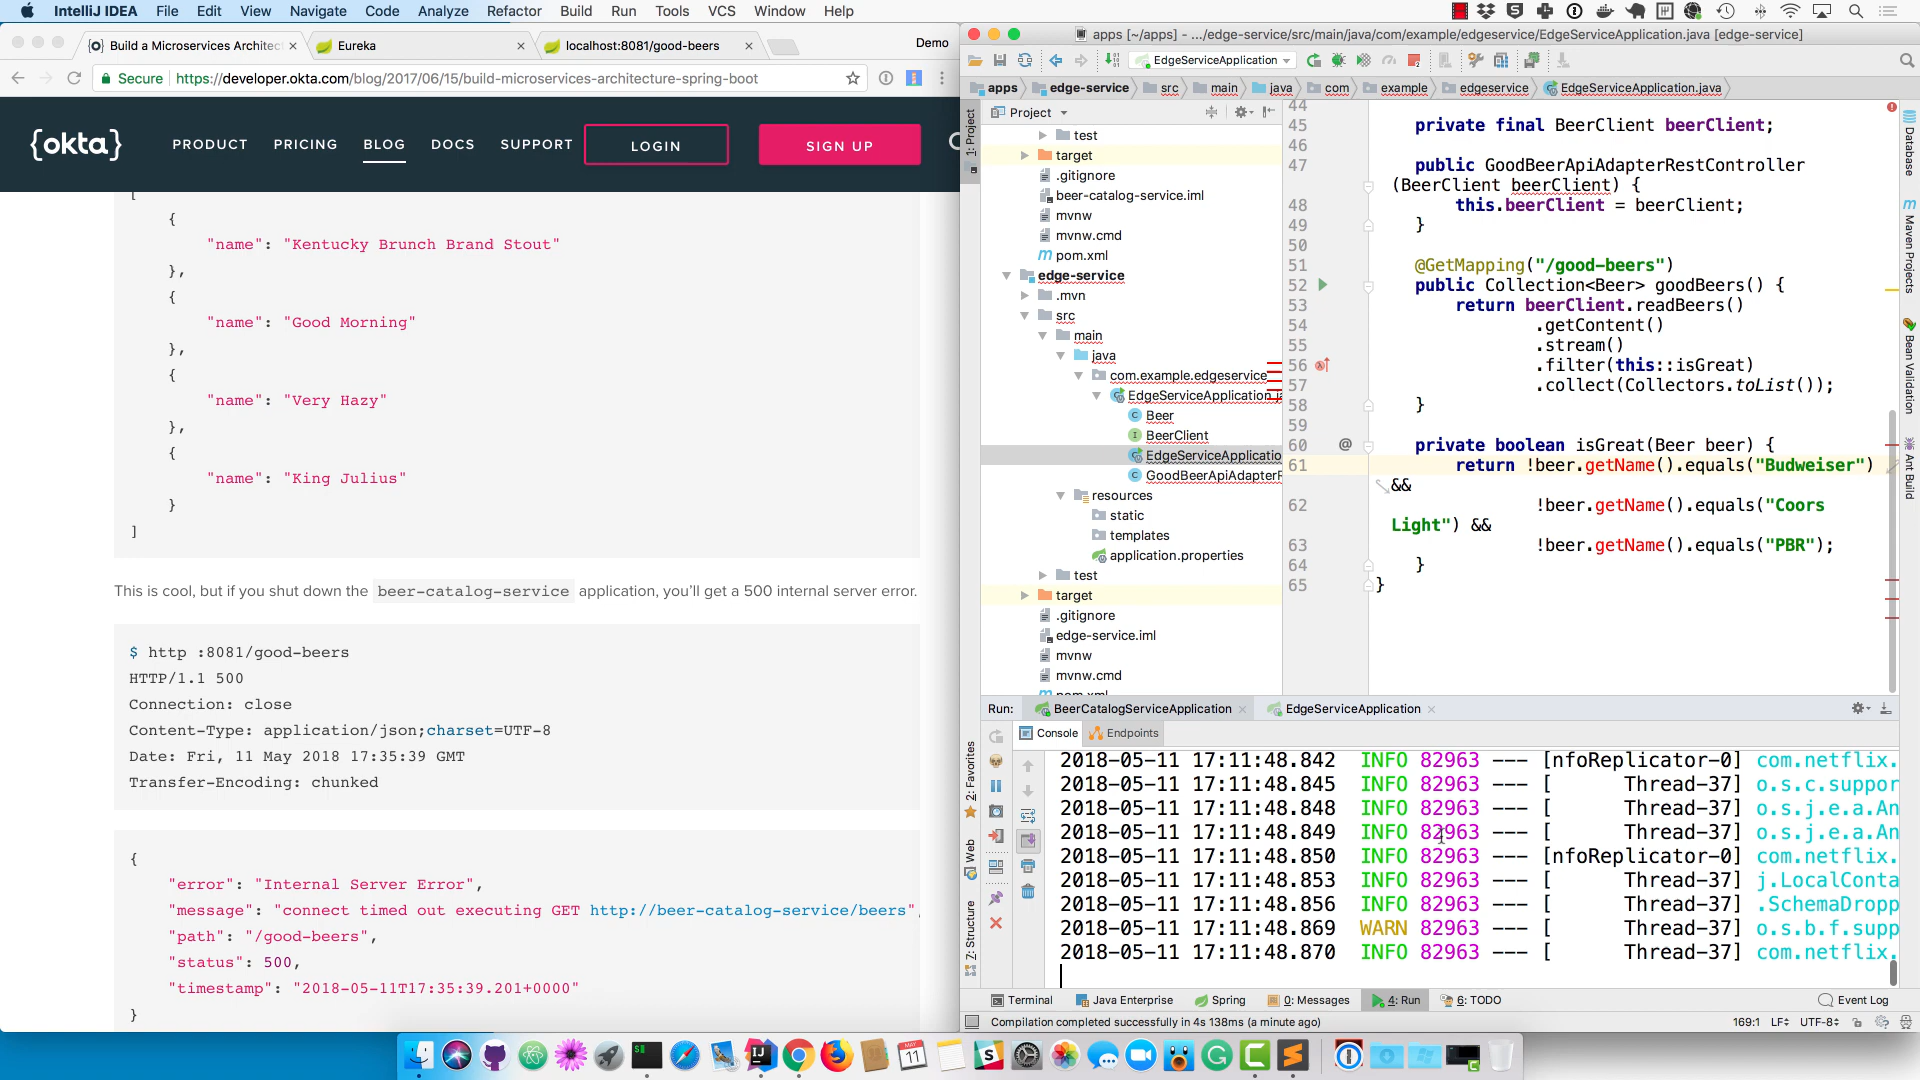 IntelliJ IDEA File Edit View Navigate Code Analyze Refactor Build Run Tools VCS Window Help
Build a Microservices Architec
Eureka
localhost:8081/good-beers
Demo
Secure https://developer.okta.com/blog/2017/06/15/build-microservices-architecture-spring-boot
{okta} PRODUCT PRICING BLOG DOCS SUPPORT LOGIN SIGN UP
[
{
"name": "Kentucky Brunch Brand Stout"
},
{
"name": "Good Morning"
},
{
"name": "Very Hazy"
},
{
"name": "King Julius"
}
]
This is cool, but if you shut down the beer-catalog-service application, you’ll get a 500 internal server error.
$ http :8081/good-beers
HTTP/1.1 500
Connection: close
Content-Type: application/json;charset=UTF-8
Date: Fri, 11 May 2018 17:35:39 GMT
Transfer-Encoding: chunked
{
"error": "Internal Server Error",
"message": "connect timed out executing GET http://beer-catalog-service/beers",
"path": "/good-beers",
"status": 500,
"timestamp": "2018-05-11T17:35:39.201+0000"
}
apps [~/apps] - .../edge-service/src/main/java/com/example/edgeservice/EdgeServiceApplication.java [edge-service]
EdgeServiceApplication
apps edge-service src main java com example edgeservice EdgeServiceApplication.java
1: Project
Project
test
target
.gitignore
beer-catalog-service.iml
mvnw
mvnw.cmd
pom.xml
edge-service
.mvn
src
main
java
com.example.edgeservice
EdgeServiceApplication.ja
Beer
BeerClient
EdgeServiceApplicatio
GoodBeerApiAdapterR
resources
static
templates
application.properties
test
target
.gitignore
edge-service.iml
mvnw
mvnw.cmd
pom.xml
44
45 private final BeerClient beerClient;
46
47 public GoodBeerApiAdapterRestController
(BeerClient beerClient) {
48 this.beerClient = beerClient;
49 }
50
51 @GetMapping("/good-beers")
52 public Collection<Beer> goodBeers() {
53 return beerClient.readBeers()
54 .getContent()
55 .stream()
56 .filter(this::isGreat)
57 .collect(Collectors.toList());
58 }
59
60 @ private boolean isGreat(Beer beer) {
61 return !beer.getName().equals("Budweiser")
&&
62 !beer.getName().equals("Coors
Light") &&
63 !beer.getName().equals("PBR");
64 }
65 }
Database
Maven Projects
Bean Validation
Ant Build
2: Favorites
Web
7: Structure
Run: BeerCatalogServiceApplication EdgeServiceApplication
Console Endpoints
2018-05-11 17:11:48.842 INFO 82963 --- [nfoReplicator-0] com.netflix.
2018-05-11 17:11:48.845 INFO 82963 --- [ Thread-37] o.s.c.suppor
2018-05-11 17:11:48.848 INFO 82963 --- [ Thread-37] o.s.j.e.a.An
2018-05-11 17:11:48.849 INFO 82963 --- [ Thread-37] o.s.j.e.a.An
2018-05-11 17:11:48.850 INFO 82963 --- [nfoReplicator-0] com.netflix.
2018-05-11 17:11:48.853 INFO 82963 --- [ Thread-37] j.LocalConta
2018-05-11 17:11:48.856 INFO 82963 --- [ Thread-37] .SchemaDropp
2018-05-11 17:11:48.869 WARN 82963 --- [ Thread-37] o.s.b.f.supp
2018-05-11 17:11:48.870 INFO 82963 --- [ Thread-37] com.netflix.
Terminal Java Enterprise Spring 0: Messages 4: Run 6: TODO Event Log
Compilation completed successfully in 4s 138ms (a minute ago) 169:1 LF UTF-8
MAY
11